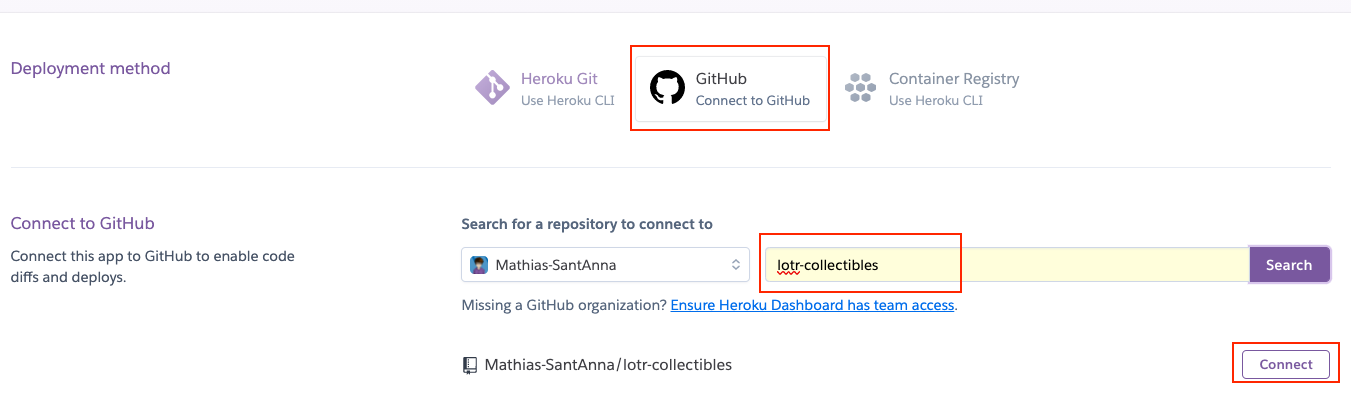 Deployment method
Heroku Git
Use Heroku CLI
GitHub
Connect to GitHub
Container Registry
Use Heroku CLI
Connect to GitHub
Connect this app to GitHub to enable code
diffs and deploys.
Search for a repository to connect to
Mathias-SantAnna
lotr-collectibles
Search
Missing a GitHub organization? Ensure Heroku Dashboard has team access.
Mathias-SantAnna/lotr-collectibles
Connect